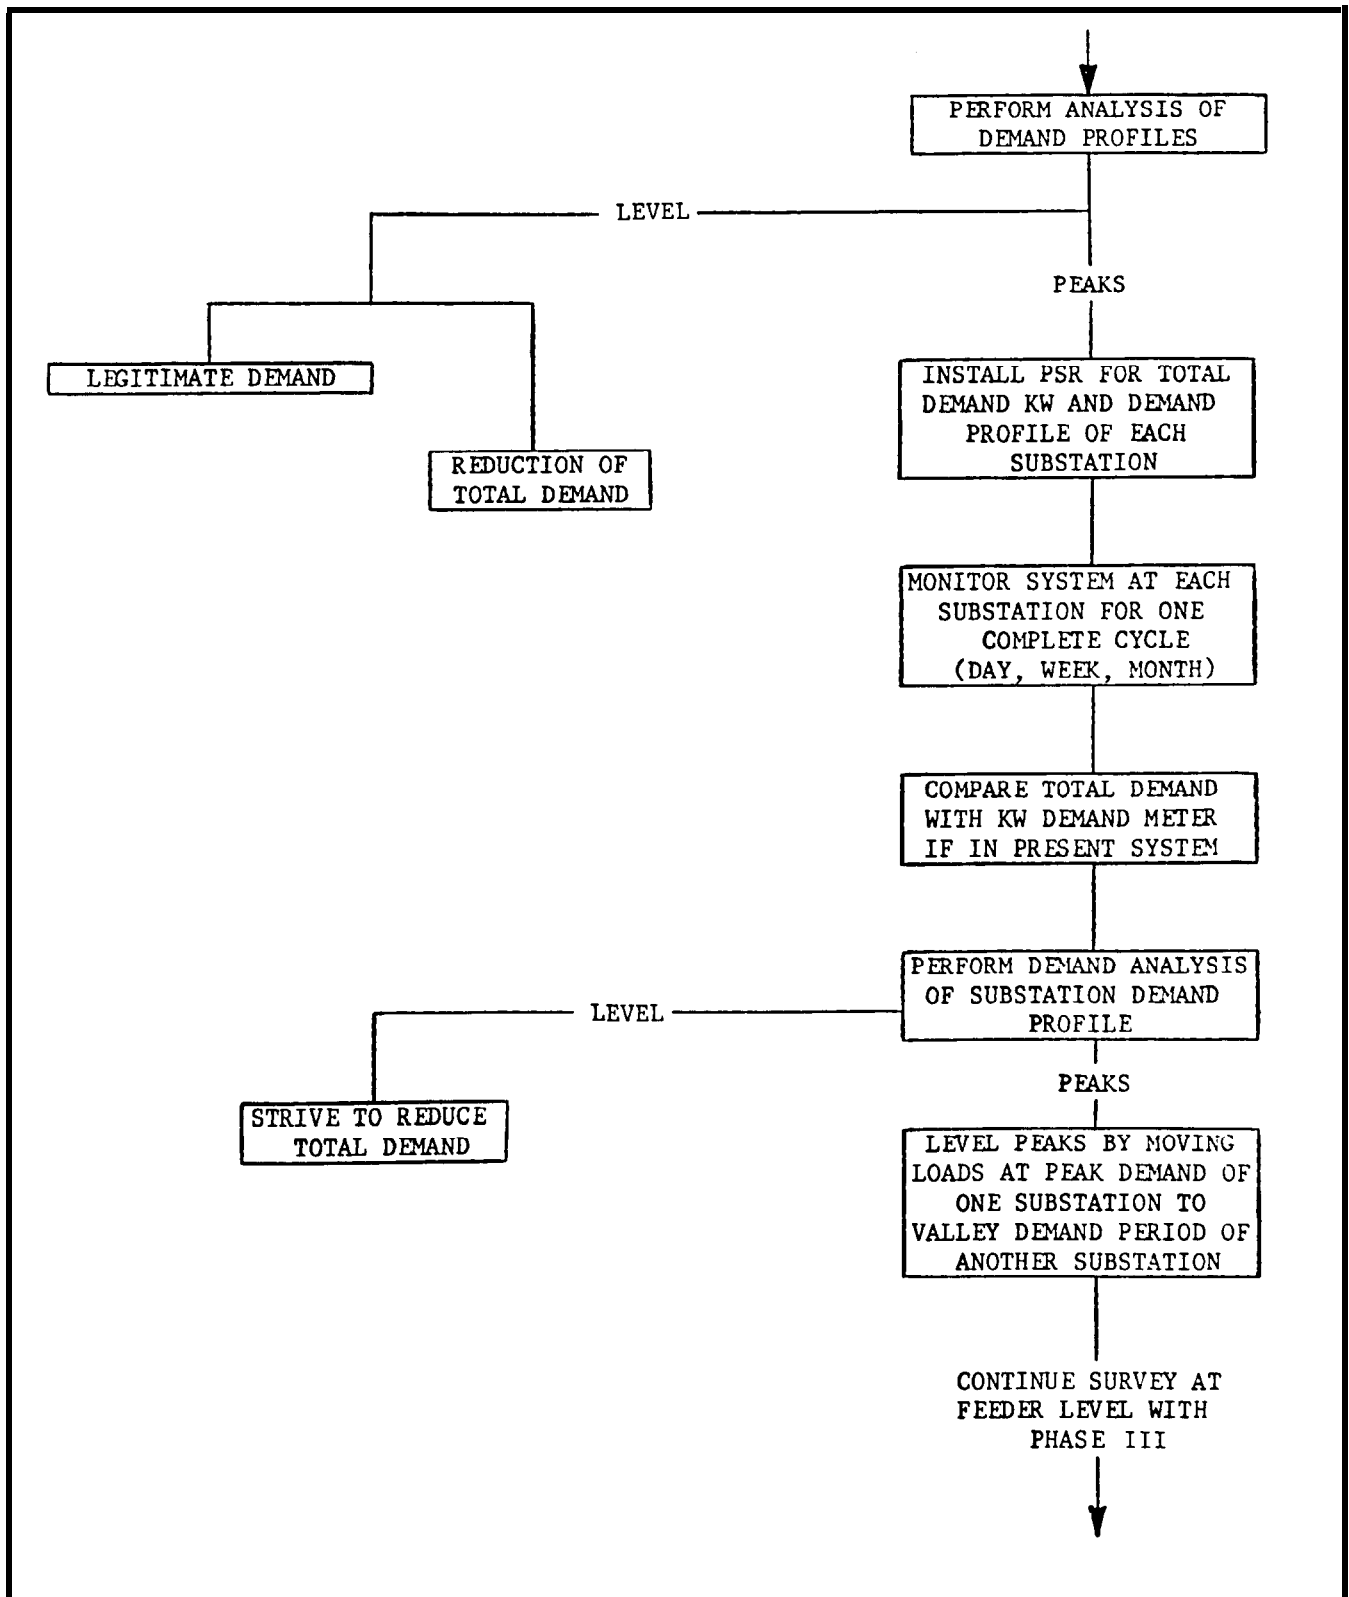 PERFORM ANALYSIS OF
DEMAND PROFILES
LEVEL
PEAKS
LEGITIMATE DEMAND
INSTALL PSR FOR TOTAL
DEMAND KW AND DEMAND
PROFILE OF EACH
SUBSTATION
REDUCTION OF
TOTAL DEMAND
MONITOR SYSTEM AT EACH
SUBSTATION FOR ONE
COMPLETE CYCLE
(DAY, WEEK, MONTH)
COMPARE TOTAL DEMAND
WITH KW DEMAND METER
IF IN PRESENT SYSTEM
PERFORM DEMAND ANALYSIS
OF SUBSTATION DEMAND
PROFILE
LEVEL
PEAKS
STRIVE TO REDUCE
TOTAL DEMAND
LEVEL PEAKS BY MOVING
LOADS AT PEAK DEMAND OF
ONE SUBSTATION TO
VALLEY DEMAND PERIOD OF
ANOTHER SUBSTATION
CONTINUE SURVEY AT
FEEDER LEVEL WITH
PHASE III